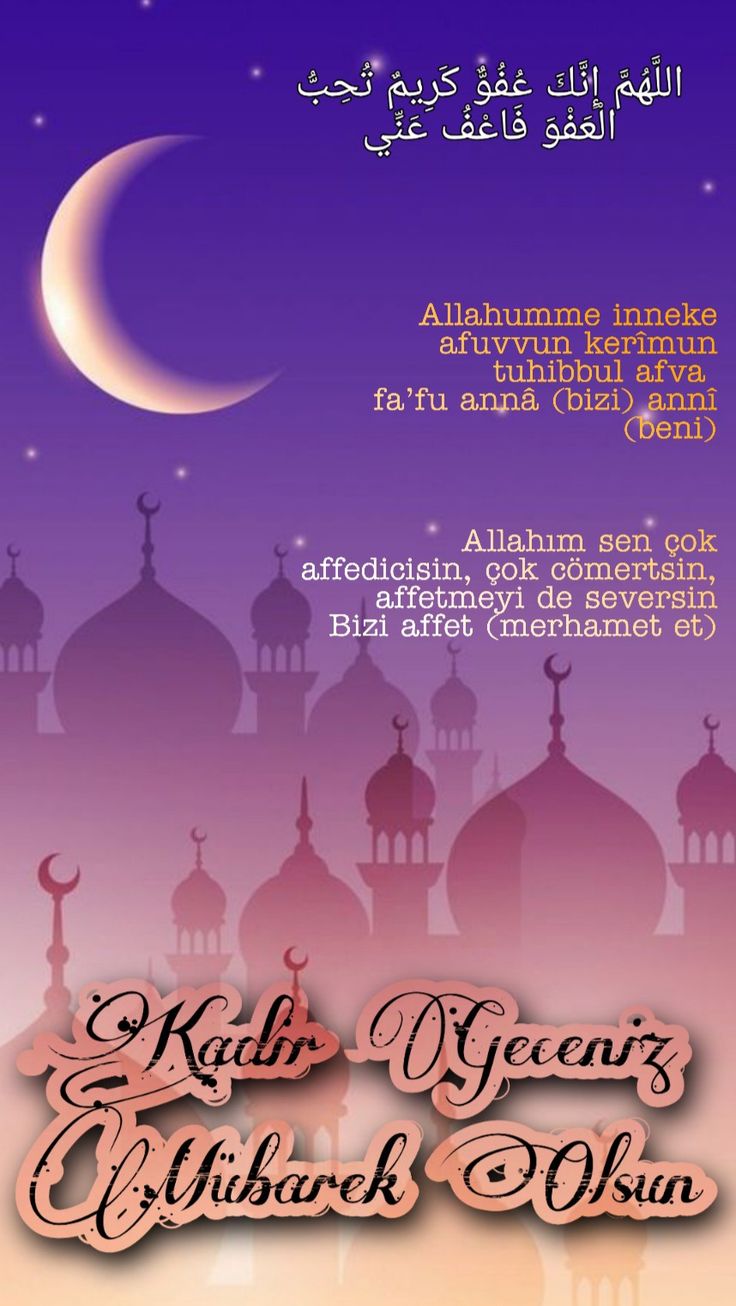 اللَّهُمَّ إِنَّكَ عُفُوٌّ كَرِيمٌ تُحِبُّ
الْعَفْوَ فَاعْفُ عَنِّي
Allahumme inneke
afuvvun kerîmun
tuhibbul afva
fa’fu annâ (bizi) annî
(beni)
Allahım sen çok
affedicisin, çok cömertsin,
affetmeyi de seversin
Bizi affet (merhamet et)
Kadir Geceniz
Mübarek Olsun